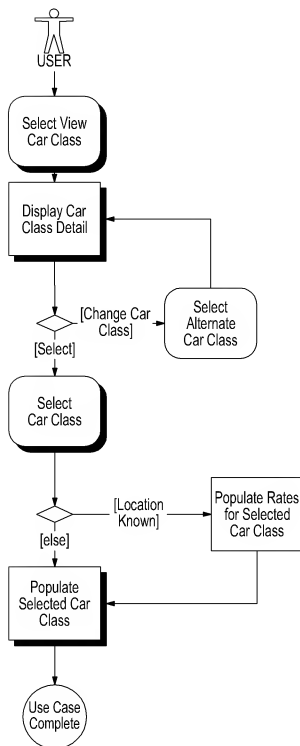 USER
Select View
Car Class
Display Car
Class Detail
[Change Car
Class]
Select
Alternate
Car Class
[Select]
Select
Car Class
[Location
Known]
Populate Rates
for Selected
Car Class
[else]
Populate
Selected Car
Class
Use Case
Complete